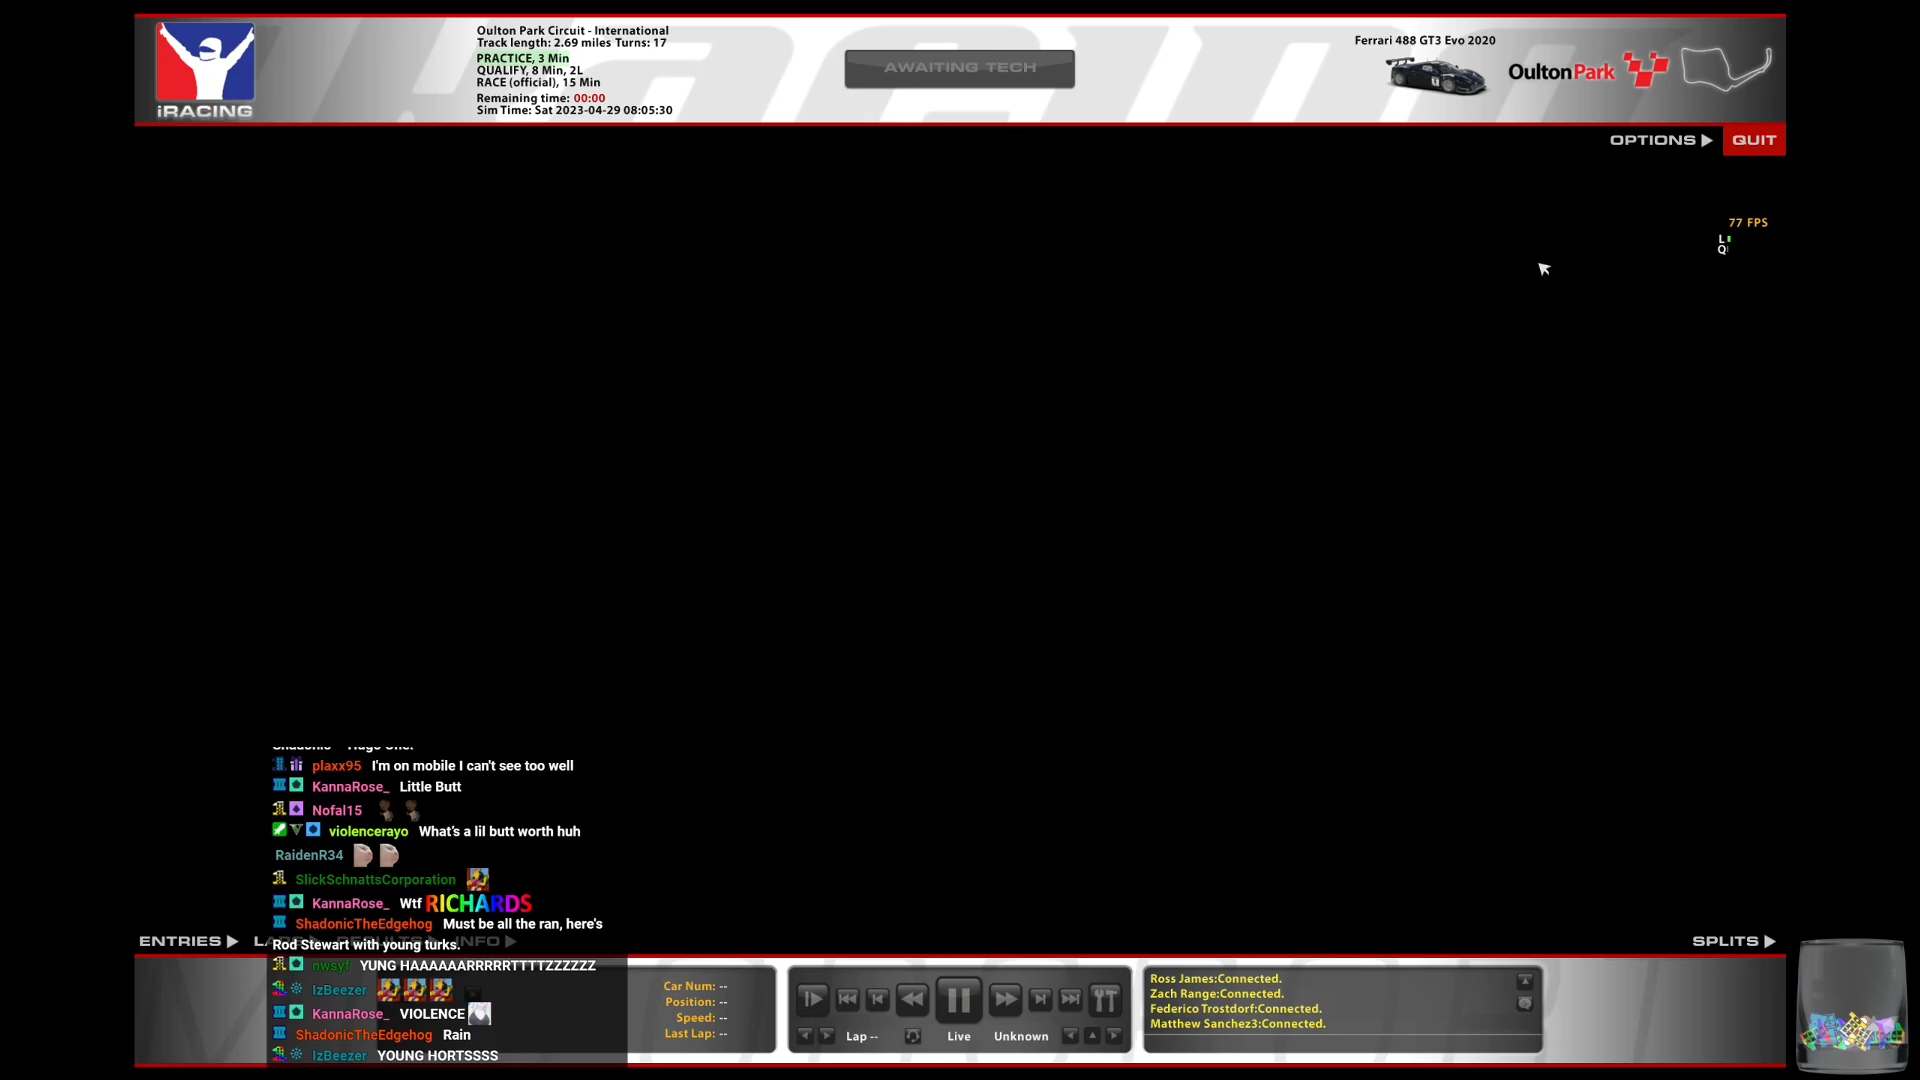 iRACING
Oulton Park Circuit - International
Track length: 2.69 miles Turns: 17
PRACTICE, 3 Min
QUALIFY, 8 Min, 2L
RACE (official), 15 Min
Remaining time: 00:00
Sim Time: Sat 2023-04-29 08:05:30
AWAITING TECH
Ferrari 488 GT3 Evo 2020
OultonPark
OPTIONS
QUIT
77 FPS
L
Q
plaxx95 I'm on mobile I can't see too well
KannaRose_ Little Butt
Nofal15
violencerayo What's a lil butt worth huh
RaidenR34
SlickSchnattsCorporation
KannaRose_ Wtf RICHARDS
ShadonicTheEdgehog Must be all the ran, here's
Rod Stewart with young turks.
nwsyf YUNG HAAAAAARRRRRTTTTZZZZZZ
IzBeezer
KannaRose_ VIOLENCE
ShadonicTheEdgehog Rain
IzBeezer YOUNG HORTSSSS
ENTRIES
INFO
SPLITS
Car Num: --
Position: --
Speed: --
Last Lap: --
Lap --
Live
Unknown
Ross James:Connected.
Zach Range:Connected.
Federico Trostdorf:Connected.
Matthew Sanchez3:Connected.